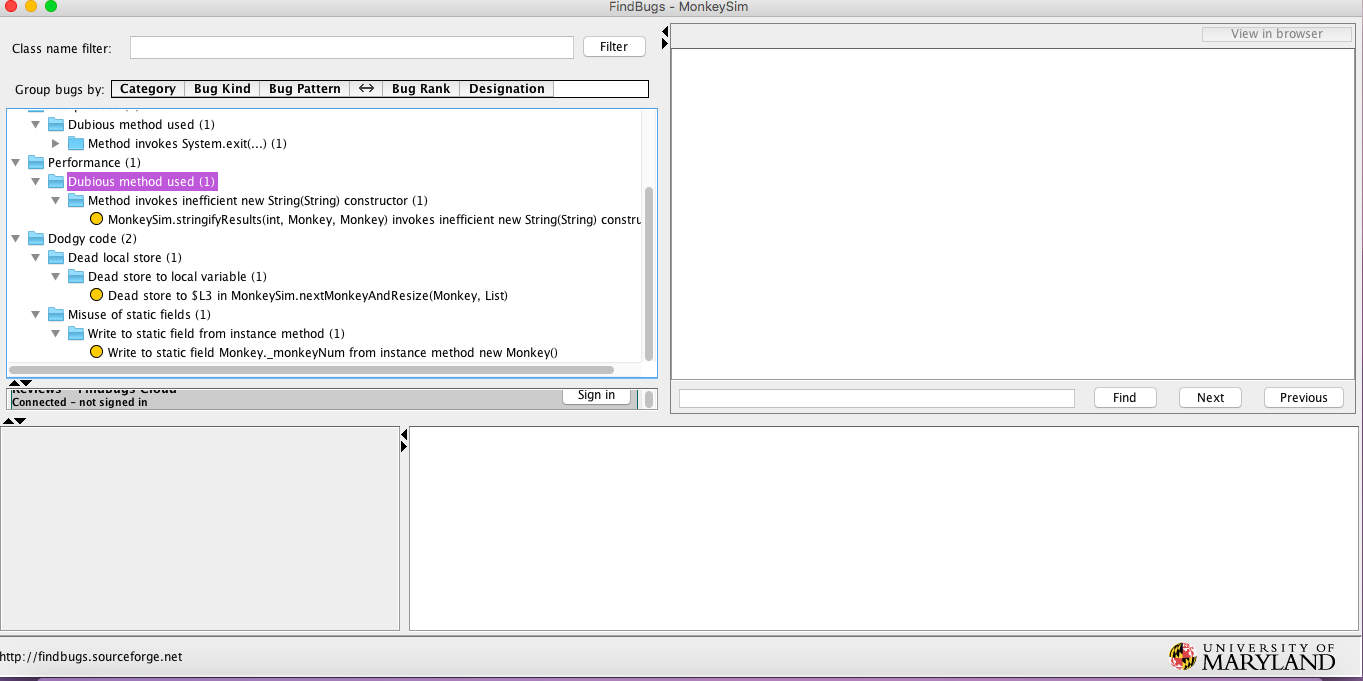 FindBugs - MonkeySim
Class name filter:
Filter
View in browser
Group bugs by: Category Bug Kind Bug Pattern ↔ Bug Rank Designation
Dubious method used (1)
Method invokes System.exit(...) (1)
Performance (1)
Dubious method used (1)
Method invokes inefficient new String(String) constructor (1)
MonkeySim.stringifyResults(int, Monkey, Monkey) invokes inefficient new String(String) constru
Dodgy code (2)
Dead local store (1)
Dead store to local variable (1)
Dead store to $L3 in MonkeySim.nextMonkeyAndResize(Monkey, List)
Misuse of static fields (1)
Write to static field from instance method (1)
Write to static field Monkey._monkeyNum from instance method new Monkey()
Reviews - FindBugs Cloud
Connected - not signed in
Sign in
Find
Next
Previous
http://findbugs.sourceforge.net
UNIVERSITY OF
MARYLAND